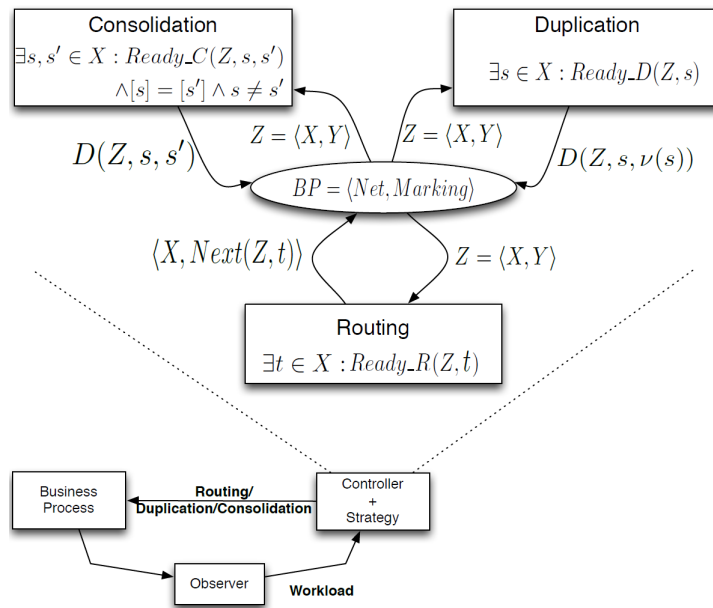 Consolidation
∃s, s′ ∈ X : Ready_C(Z, s, s′)
∧[s] = [s′] ∧ s ≠ s′
Duplication
∃s ∈ X : Ready_D(Z, s)
D(Z, s, s′)
Z = ⟨X, Y⟩
Z = ⟨X, Y⟩
D(Z, s, ν(s))
BP = ⟨Net, Marking⟩
⟨X, Next(Z, t)⟩
Z = ⟨X, Y⟩
Routing
∃t ∈ X : Ready_R(Z, t)
Business
Process
Routing/
Duplication/Consolidation
Controller
+
Strategy
Observer
Workload